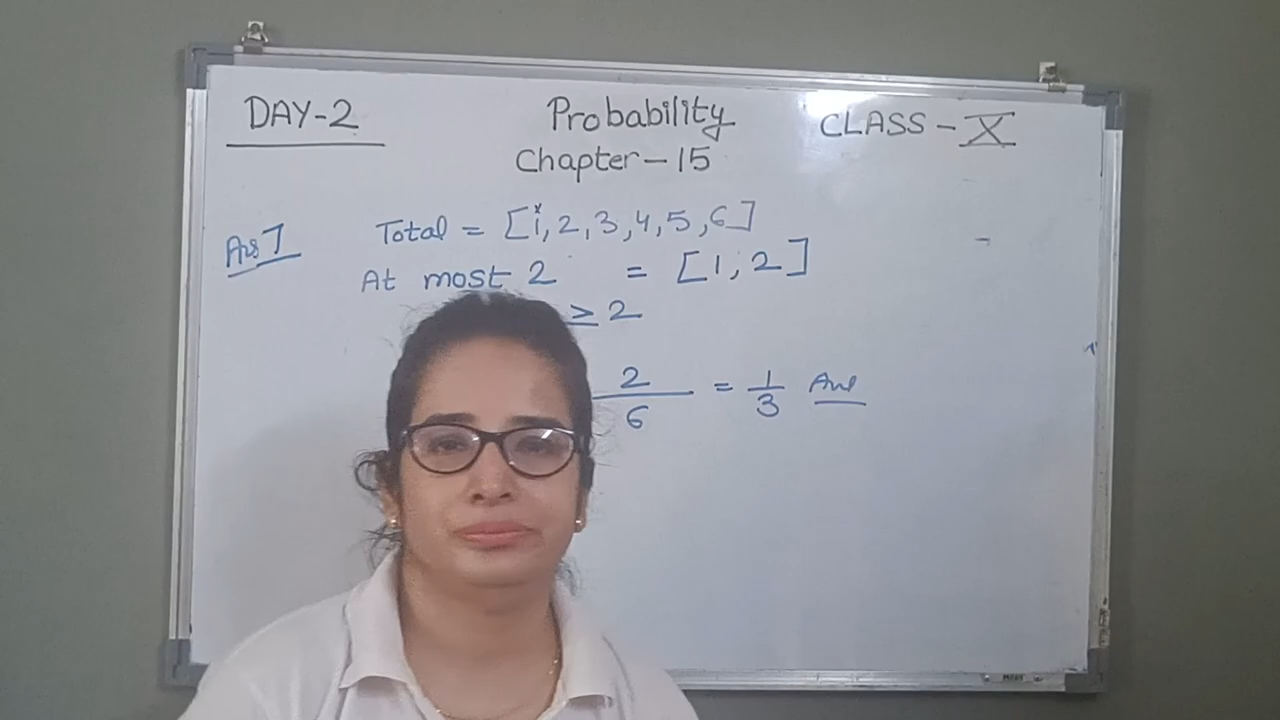 DAY-2
Probability
CLASS - X
Chapter - 15
Ans 7
Total = [1, 2, 3, 4, 5, 6]
At most 2 = [1, 2]
≥ 2
2/6 = 1/3 Ans